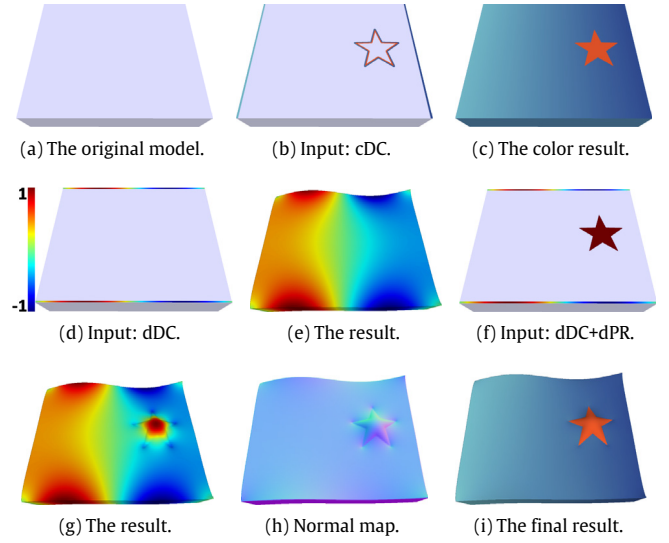 (a) The original model.
(b) Input: cDC.
(c) The color result.
1
-1
(d) Input: dDC.
(e) The result.
(f) Input: dDC+dPR.
(g) The result.
(h) Normal map.
(i) The final result.